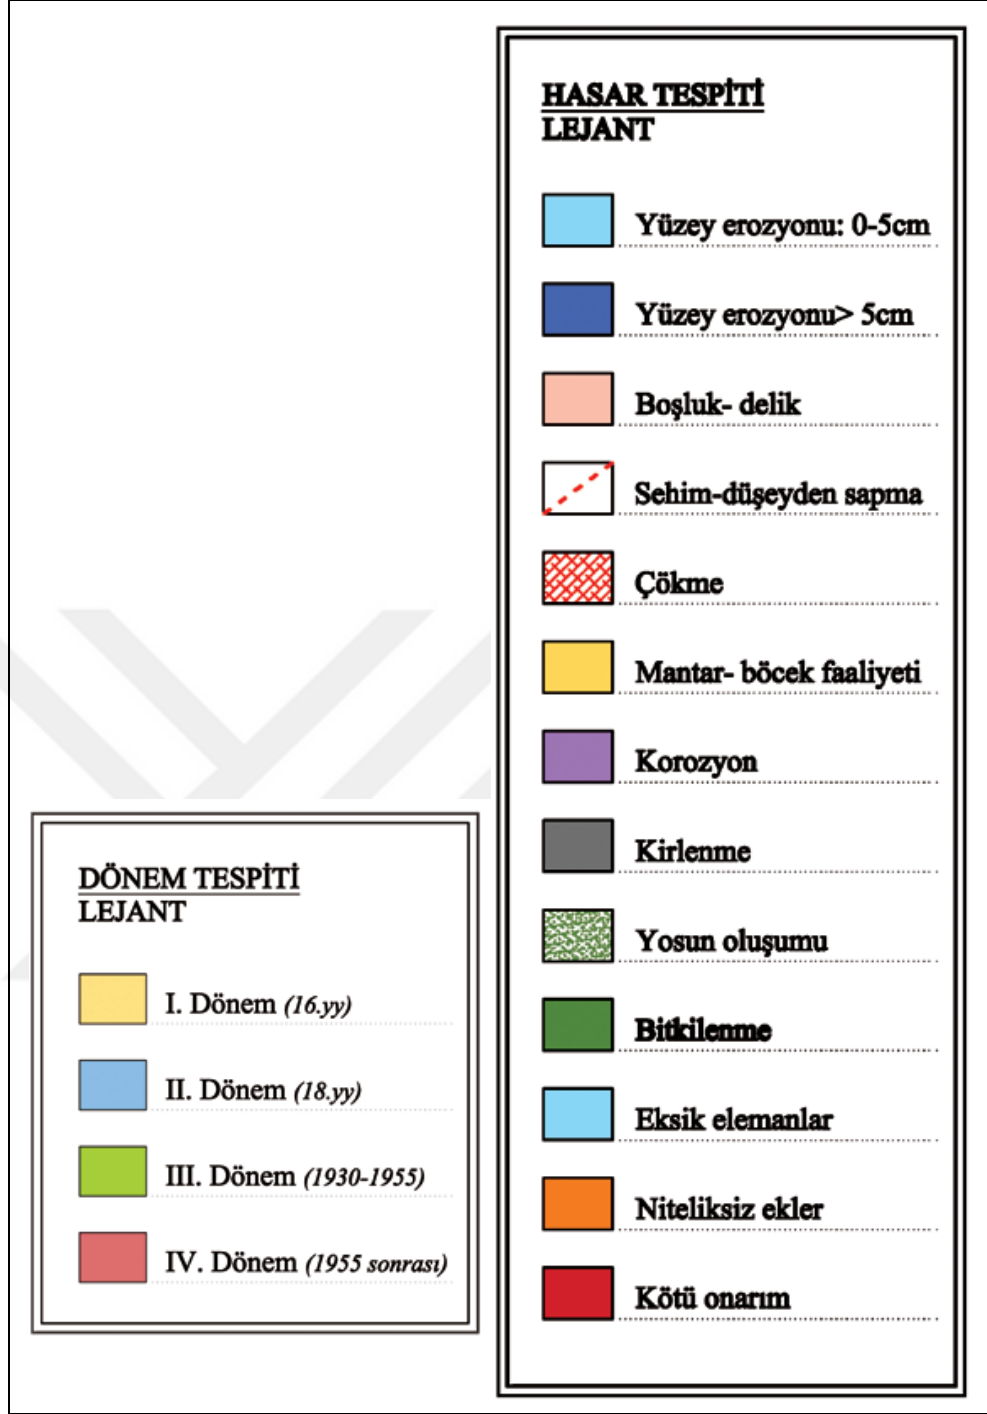 HASAR TESPİTİ
LEJANT
Yüzey erozyonu: 0-5cm
Yüzey erozyonu> 5cm
Boşluk- delik
Sehim-düşeyden sapma
Çökme
Mantar- böcek faaliyeti
Korozyon
Kirlenme
Yosun oluşumu
Bitkilenme
Eksik elemanlar
Niteliksiz ekler
Kötü onarım
DÖNEM TESPİTİ
LEJANT
I. Dönem (16.yy)
II. Dönem (18.yy)
III. Dönem (1930-1955)
IV. Dönem (1955 sonrası)